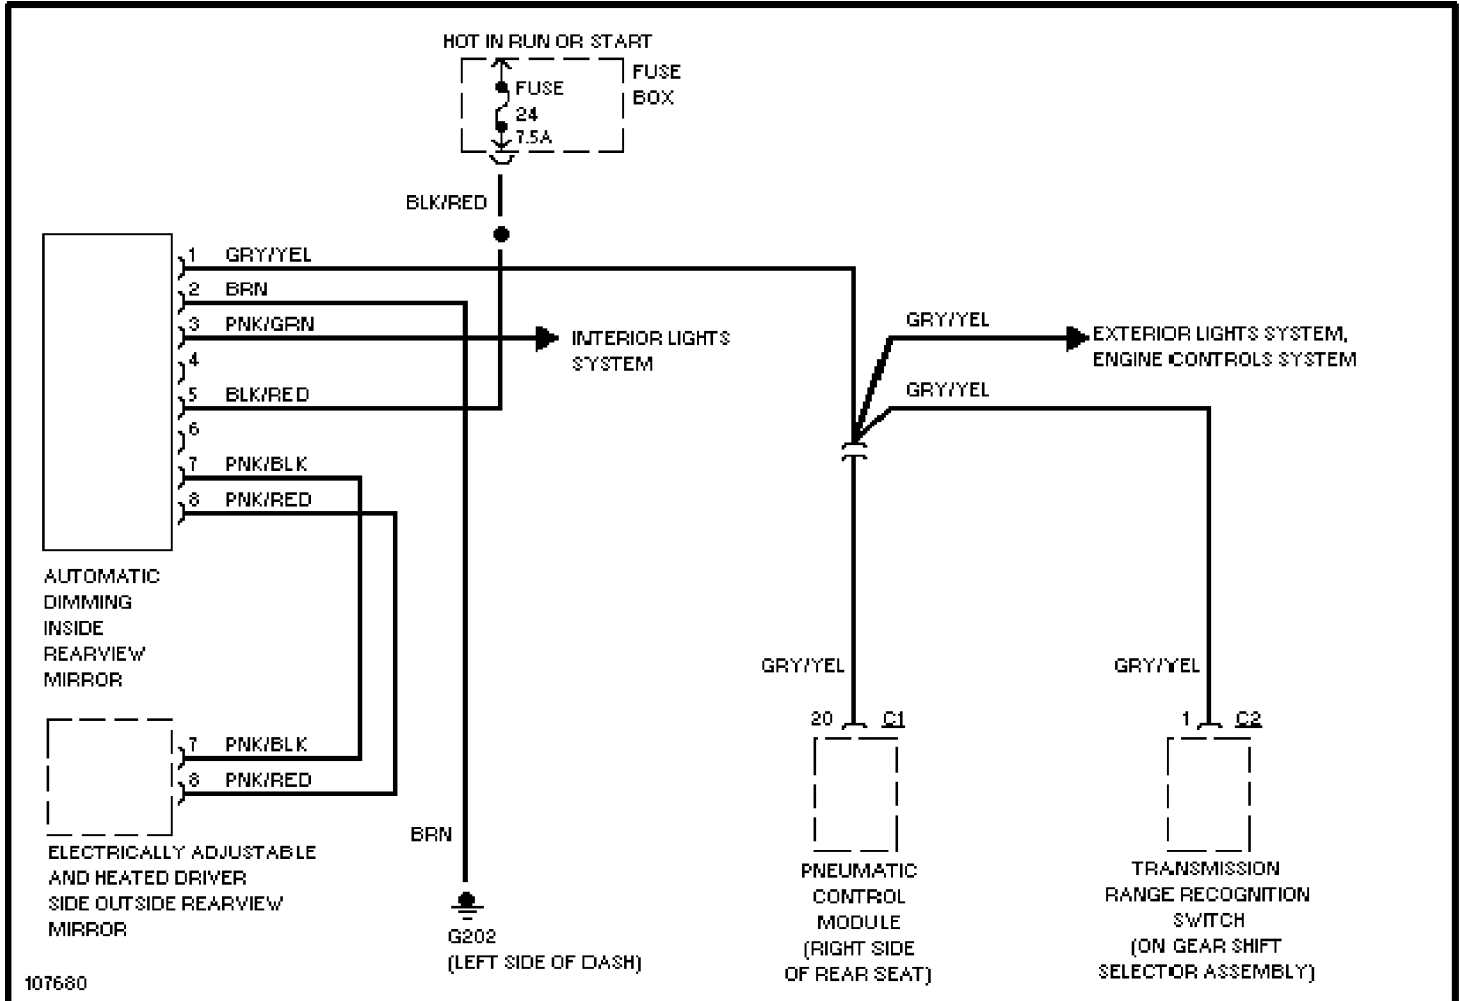 HOT IN RUN OR START
FUSE
BOX
FUSE
24
7.5A
BLK/RED
1 GRY/YEL
2 BRN
3 PNK/GRN
4
5 BLK/RED
6
7 PNK/BLK
8 PNK/RED
INTERIOR LIGHTS
SYSTEM
GRY/YEL
EXTERIOR LIGHTS SYSTEM,
ENGINE CONTROLS SYSTEM
GRY/YEL
AUTOMATIC
DIMMING
INSIDE
REARVIEW
MIRROR
7 PNK/BLK
8 PNK/RED
ELECTRICALLY ADJUSTABLE
AND HEATED DRIVER
SIDE OUTSIDE REARVIEW
MIRROR
BRN
G202
(LEFT SIDE OF DASH)
GRY/YEL
20 C1
PNEUMATIC
CONTROL
MODULE
(RIGHT SIDE
OF REAR SEAT)
GRY/YEL
1 C2
TRANSMISSION
RANGE RECOGNITION
SWITCH
(ON GEAR SHIFT
SELECTOR ASSEMBLY)
107680